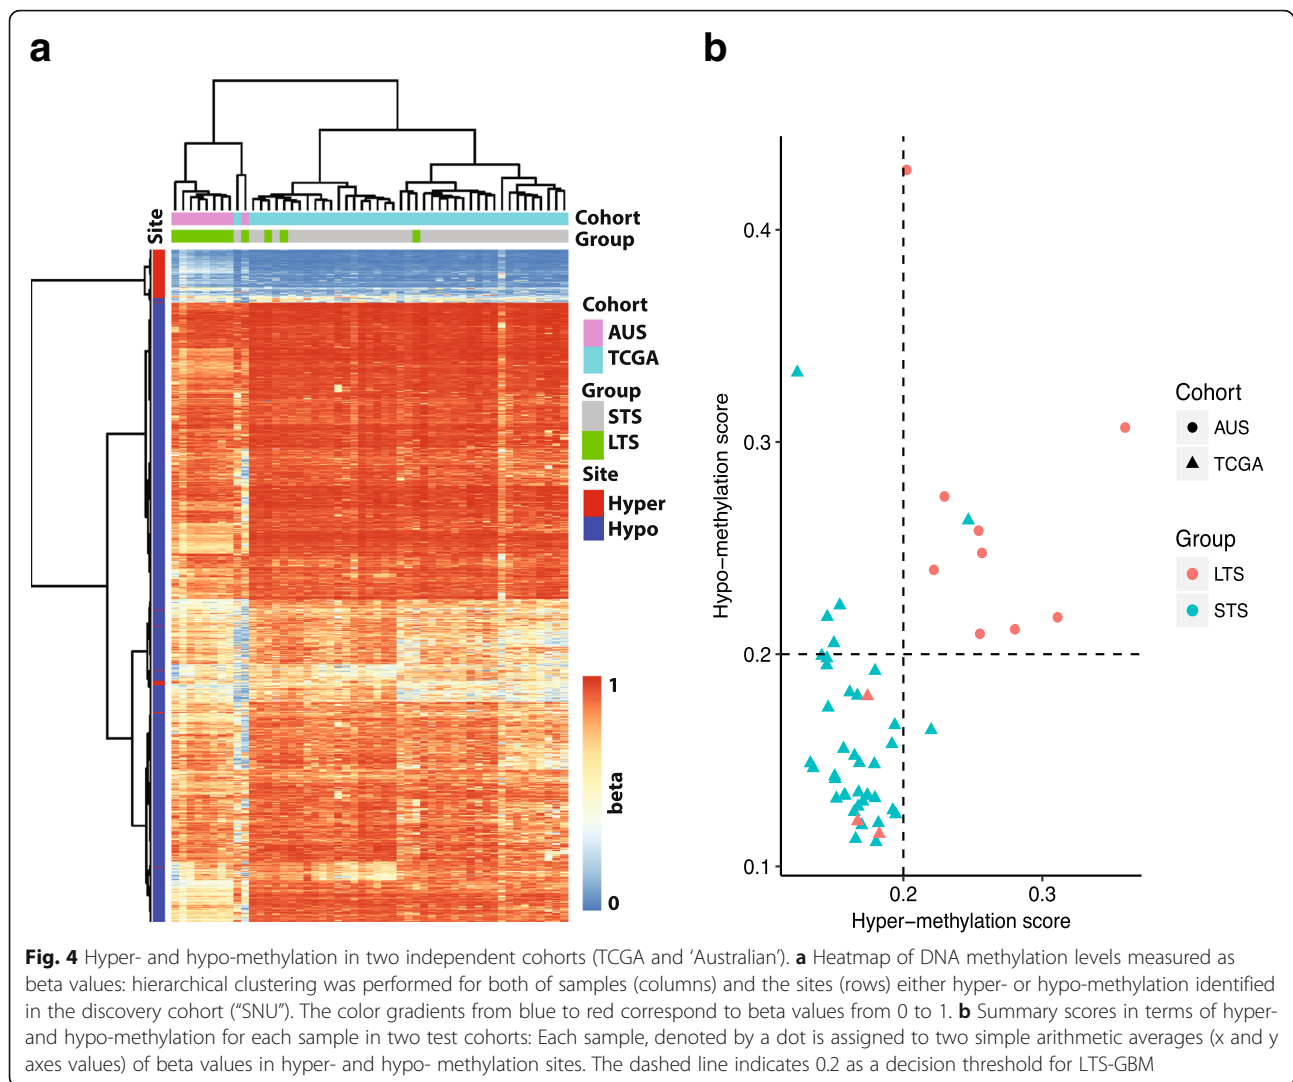 a
b
Site
Cohort
Group
Cohort
AUS
TCGA
Group
STS
LTS
Site
Hyper
Hypo
1
beta
0
0.4
0.3
0.2
0.1
Hypo−methylation score
0.2
0.3
Hyper−methylation score
Cohort
AUS
TCGA
Group
LTS
STS
Fig. 4 Hyper- and hypo-methylation in two independent cohorts (TCGA and ‘Australian’). a Heatmap of DNA methylation levels measured as
beta values: hierarchical clustering was performed for both of samples (columns) and the sites (rows) either hyper- or hypo-methylation identified
in the discovery cohort (“SNU”). The color gradients from blue to red correspond to beta values from 0 to 1. b Summary scores in terms of hyper-
and hypo-methylation for each sample in two test cohorts: Each sample, denoted by a dot is assigned to two simple arithmetic averages (x and y
axes values) of beta values in hyper- and hypo- methylation sites. The dashed line indicates 0.2 as a decision threshold for LTS-GBM